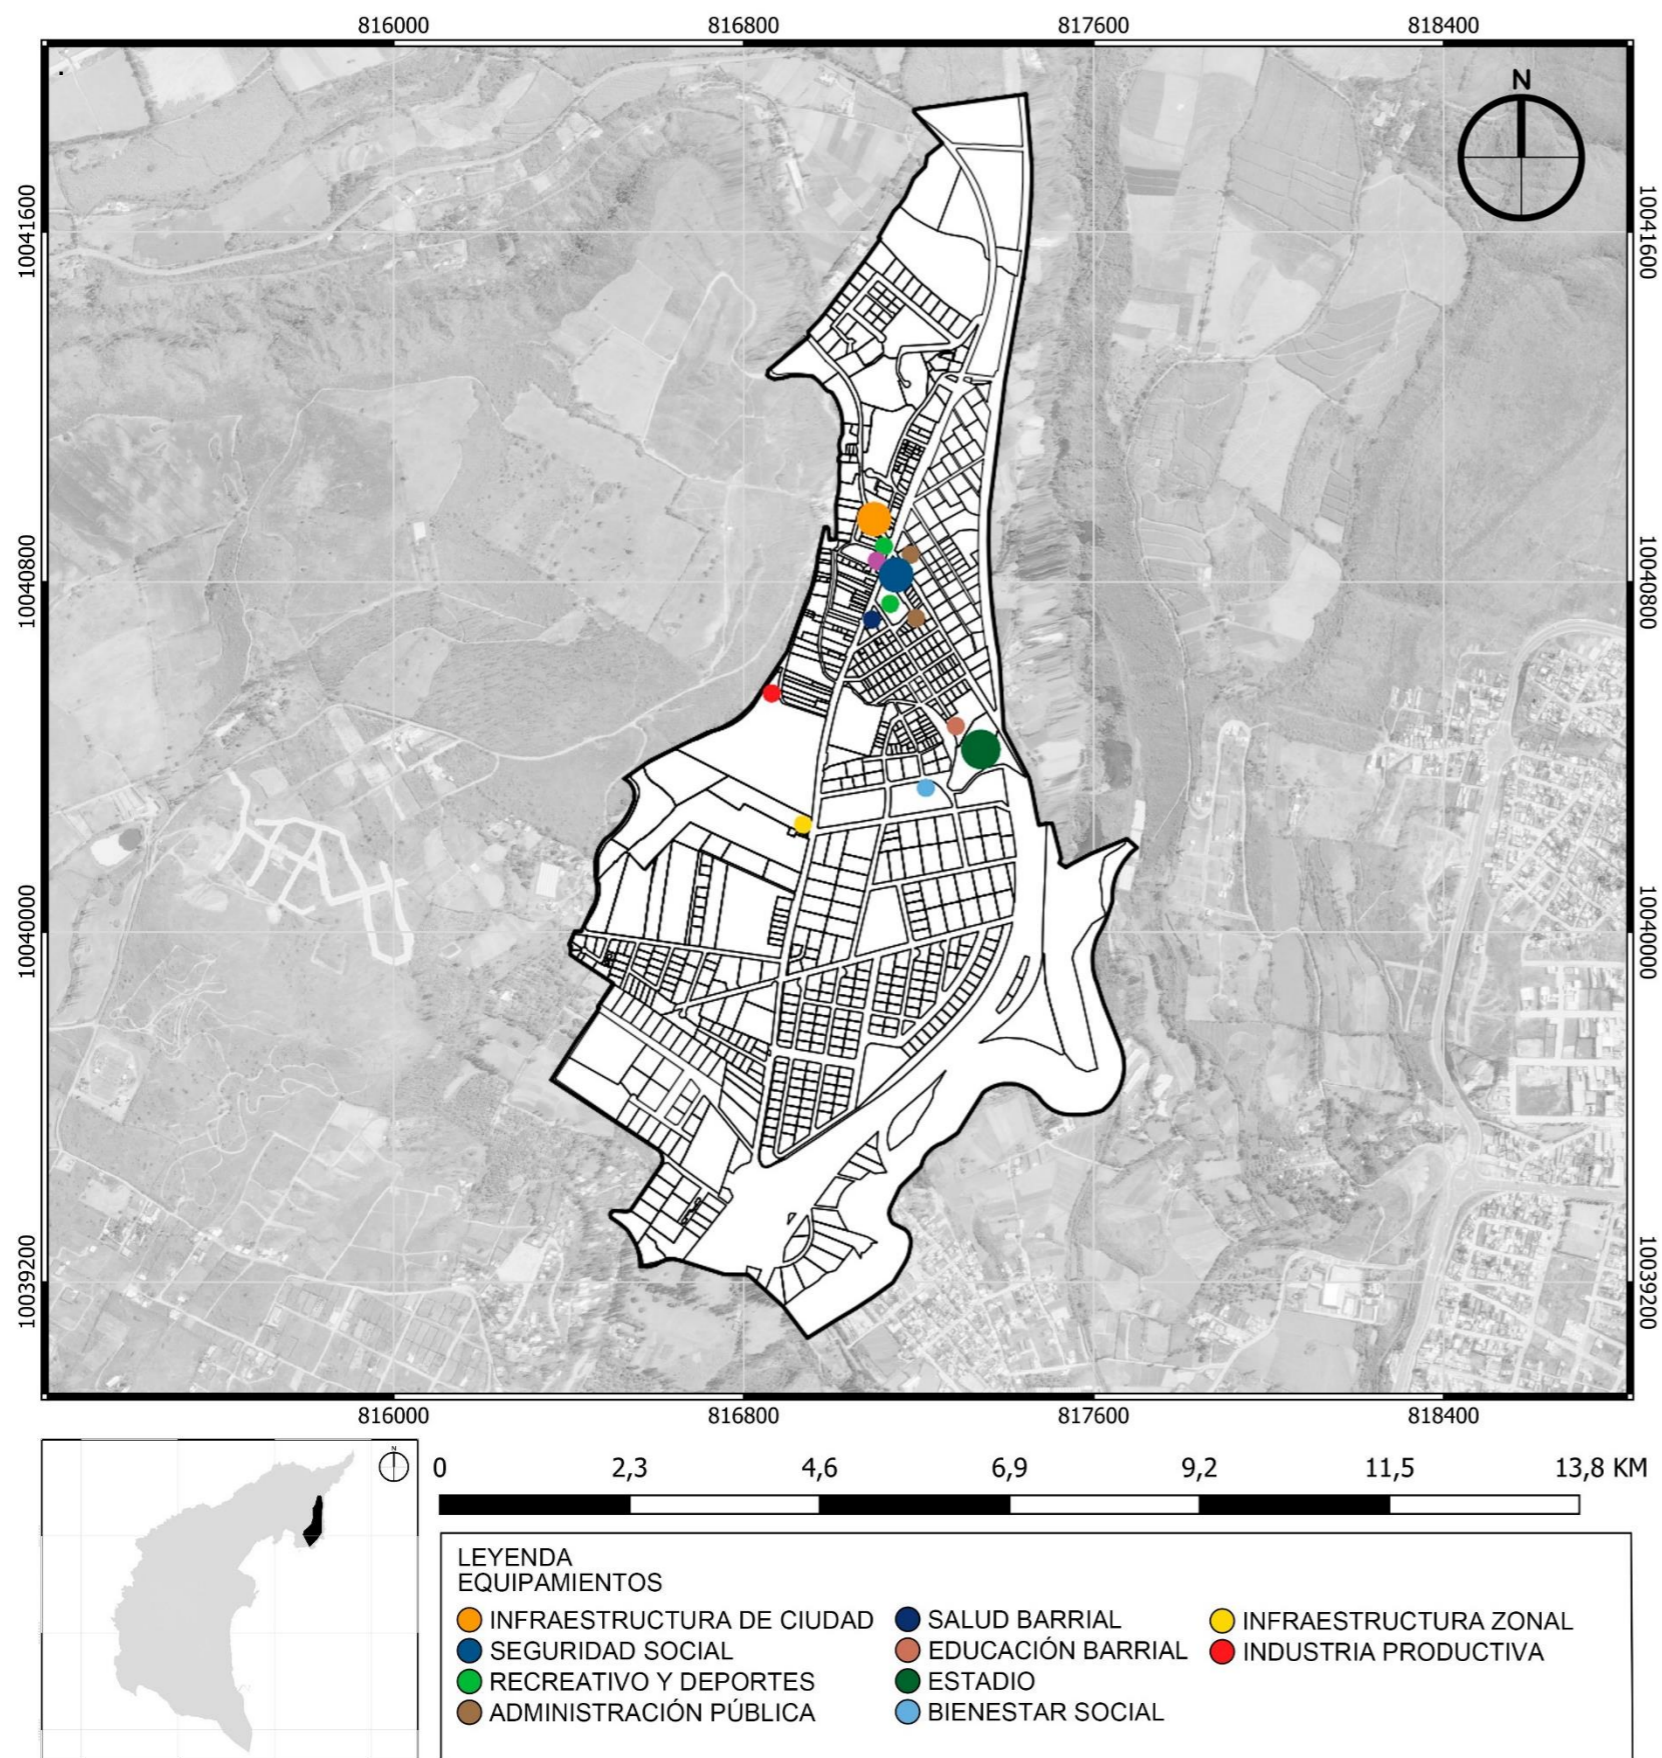 816000 816800 817600 818400
N
10041600 10041600
10040800 10040800
10040000 10040000
10039200 10039200
816000 816800 817600 818400
N
0 2,3 4,6 6,9 9,2 11,5 13,8 KM
LEYENDA
EQUIPAMIENTOS
INFRAESTRUCTURA DE CIUDAD
SEGURIDAD SOCIAL
RECREATIVO Y DEPORTES
ADMINISTRACIÓN PÚBLICA
SALUD BARRIAL
EDUCACIÓN BARRIAL
ESTADIO
BIENESTAR SOCIAL
INFRAESTRUCTURA ZONAL
INDUSTRIA PRODUCTIVA